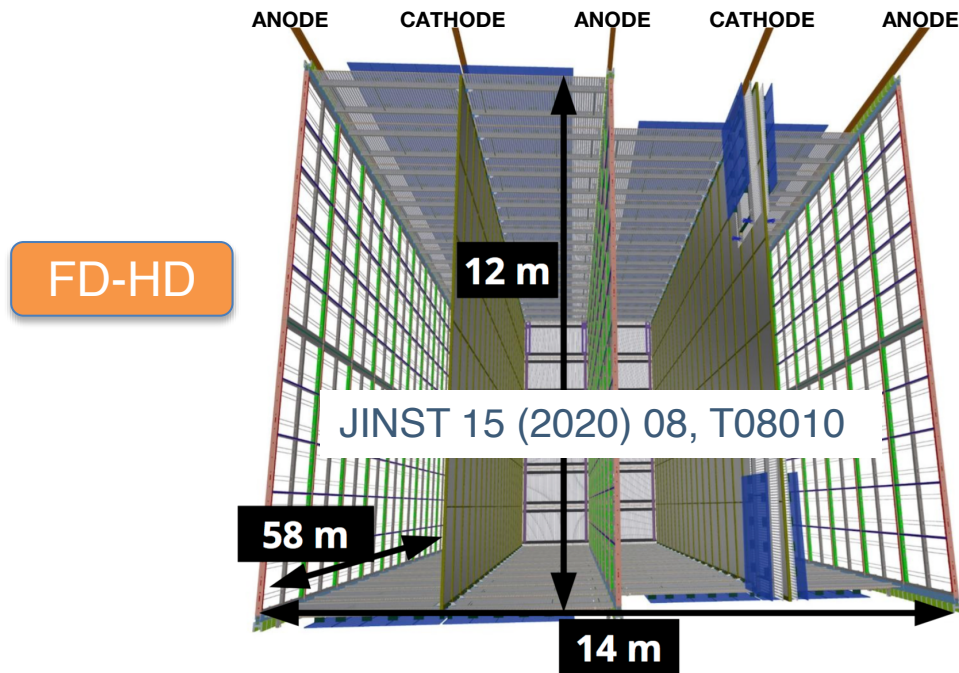 ANODE CATHODE ANODE CATHODE ANODE
FD-HD
12 m
JINST 15 (2020) 08, T08010
58 m
14 m